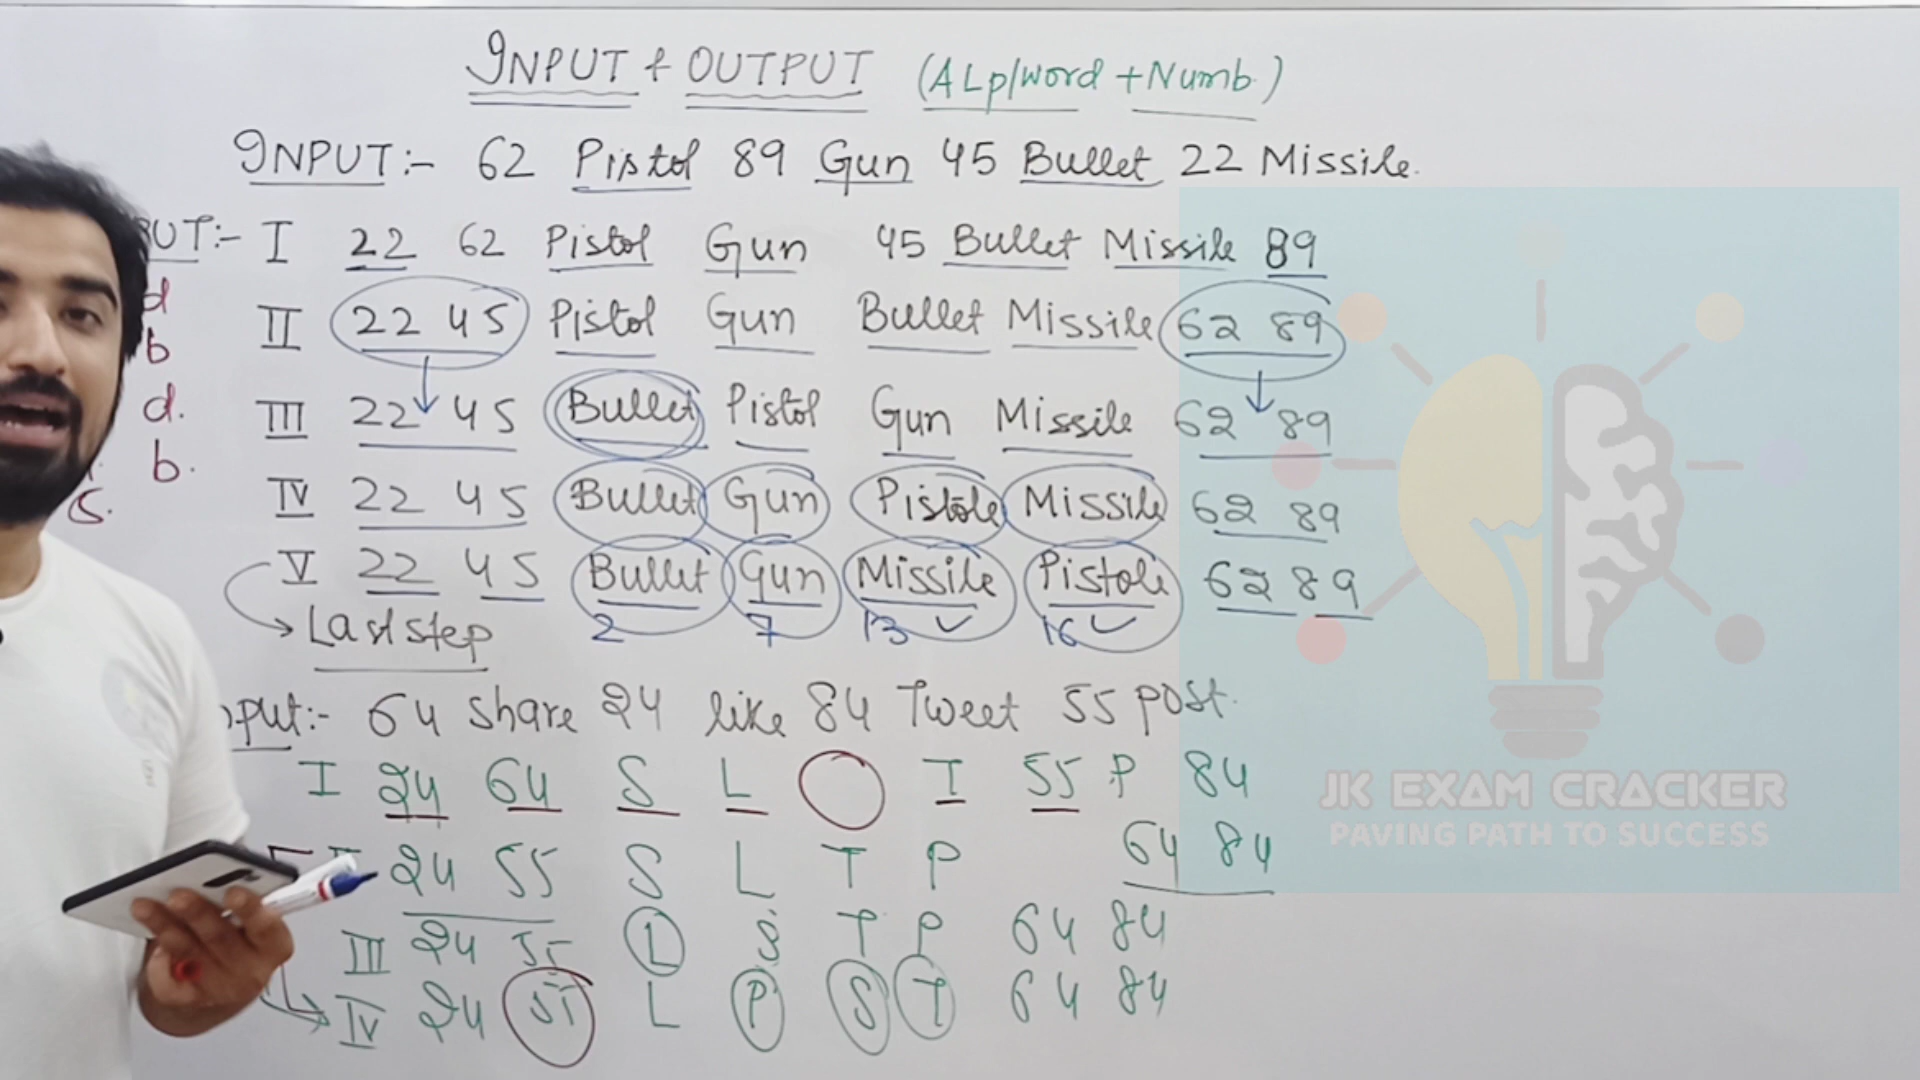 INPUT + OUTPUT (ALp/word + Numb.)
INPUT:- 62 Pistol 89 Gun 45 Bullet 22 Missile.
PUT:- I 22 62 Pistol Gun 45 Bullet Missile 89
d
II 22 45 Pistol Gun Bullet Missile 62 89
b
III 22 45 Bullet Pistol Gun Missile 62 89
d.
b.
IV 22 45 Bullet Gun Pistole Missile 62 89
5.
V 22 45 Bullet Gun Missile Pistole 62 89
Last step 2 7 13 16
nput:- 64 share 24 like 84 Tweet 55 post.
I 24 64 S L T 55 P 84
24 55 S L T P 64 84
III 24 55 L S T P 64 84
IV 24 55 L P S T 64 84
JK EXAM CRACKER
PAVING PATH TO SUCCESS